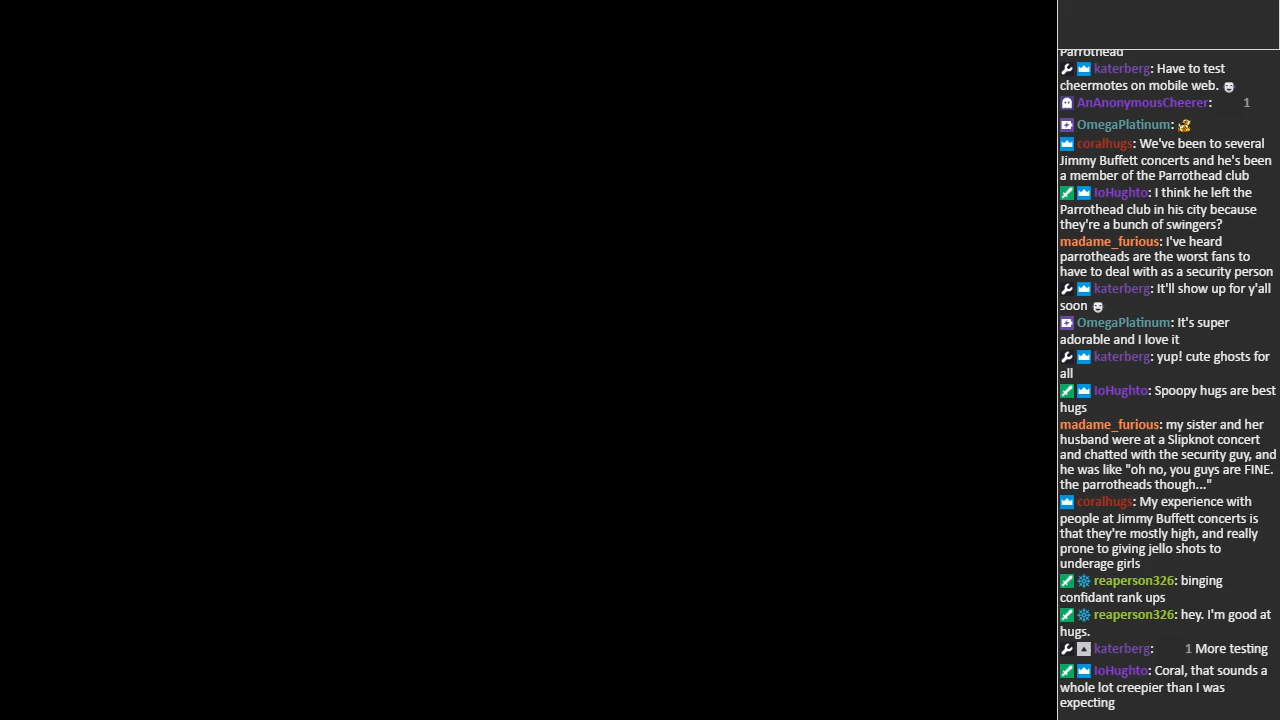 Parrothead
katerberg: Have to test
cheermotes on mobile web.
AnAnonymousCheerer: 1
OmegaPlatinum:
coralhugs: We've been to several
Jimmy Buffett concerts and he's been
a member of the Parrothead club
IoHughto: I think he left the
Parrothead club in his city because
they're a bunch of swingers?
madame_furious: I've heard
parrotheads are the worst fans to
have to deal with as a security person
katerberg: It'll show up for y'all
soon
OmegaPlatinum: It's super
adorable and I love it
katerberg: yup! cute ghosts for
all
IoHughto: Spoopy hugs are best
hugs
madame_furious: my sister and her
husband were at a Slipknot concert
and chatted with the security guy, and
he was like "oh no, you guys are FINE.
the parrotheads though..."
coralhugs: My experience with
people at Jimmy Buffett concerts is
that they're mostly high, and really
prone to giving jello shots to
underage girls
reaperson326: binging
confidant rank ups
reaperson326: hey. I'm good at
hugs.
katerberg: 1 More testing
IoHughto: Coral, that sounds a
whole lot creepier than I was
expecting